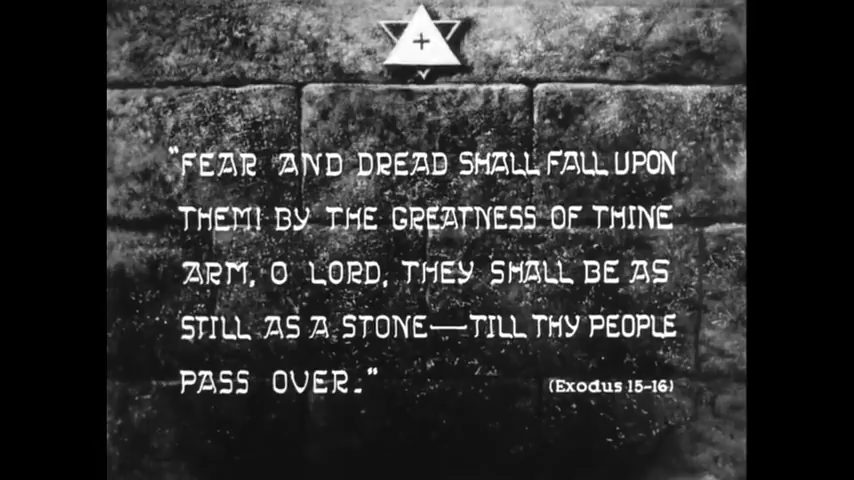 "FEAR AND DREAD SHALL FALL UPON
THEM! BY THE GREATNESS OF THINE
ARM, O LORD, THEY SHALL BE AS
STILL AS A STONE—TILL THY PEOPLE
PASS OVER."
(Exodus 15-16)